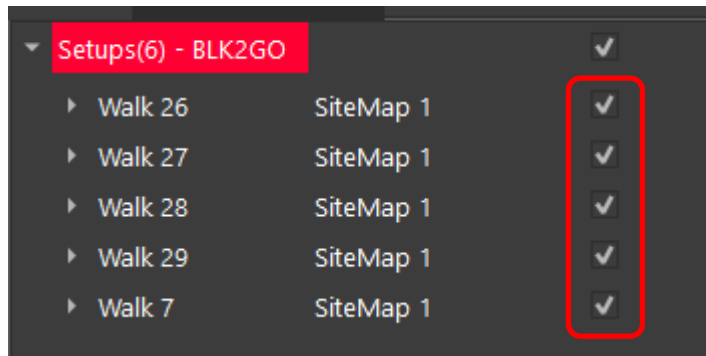 Setups(6) - BLK2GO
Walk 26 SiteMap 1
Walk 27 SiteMap 1
Walk 28 SiteMap 1
Walk 29 SiteMap 1
Walk 7 SiteMap 1